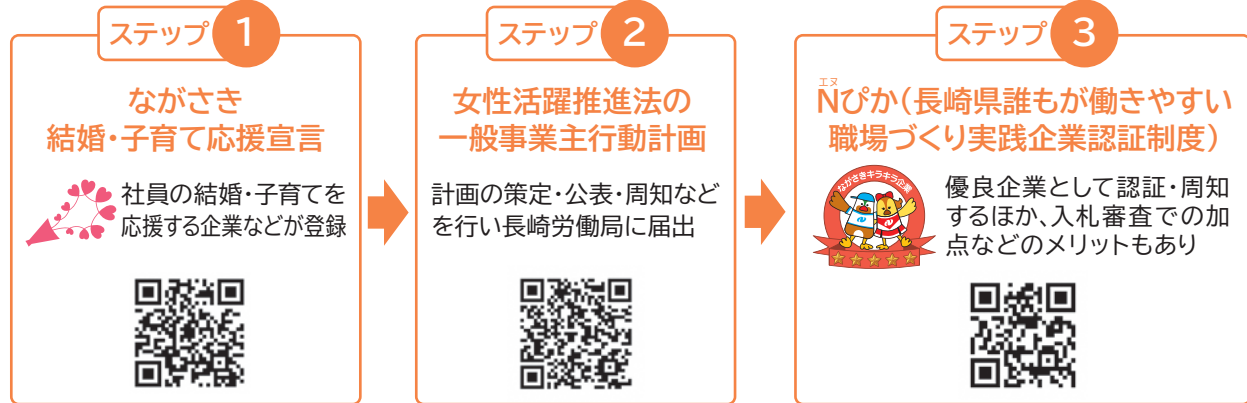 ステップ 1
ながさき
結婚・子育て応援宣言
社員の結婚・子育てを
応援する企業などが登録
ステップ 2
女性活躍推進法の
一般事業主行動計画
計画の策定・公表・周知など
を行い長崎労働局に届出
ステップ 3
エヌ
Nぴか(長崎県誰もが働きやすい
職場づくり実践企業認証制度)
ながさきキラキラ企業
優良企業として認証・周知
するほか、入札審査での加
点などのメリットもあり